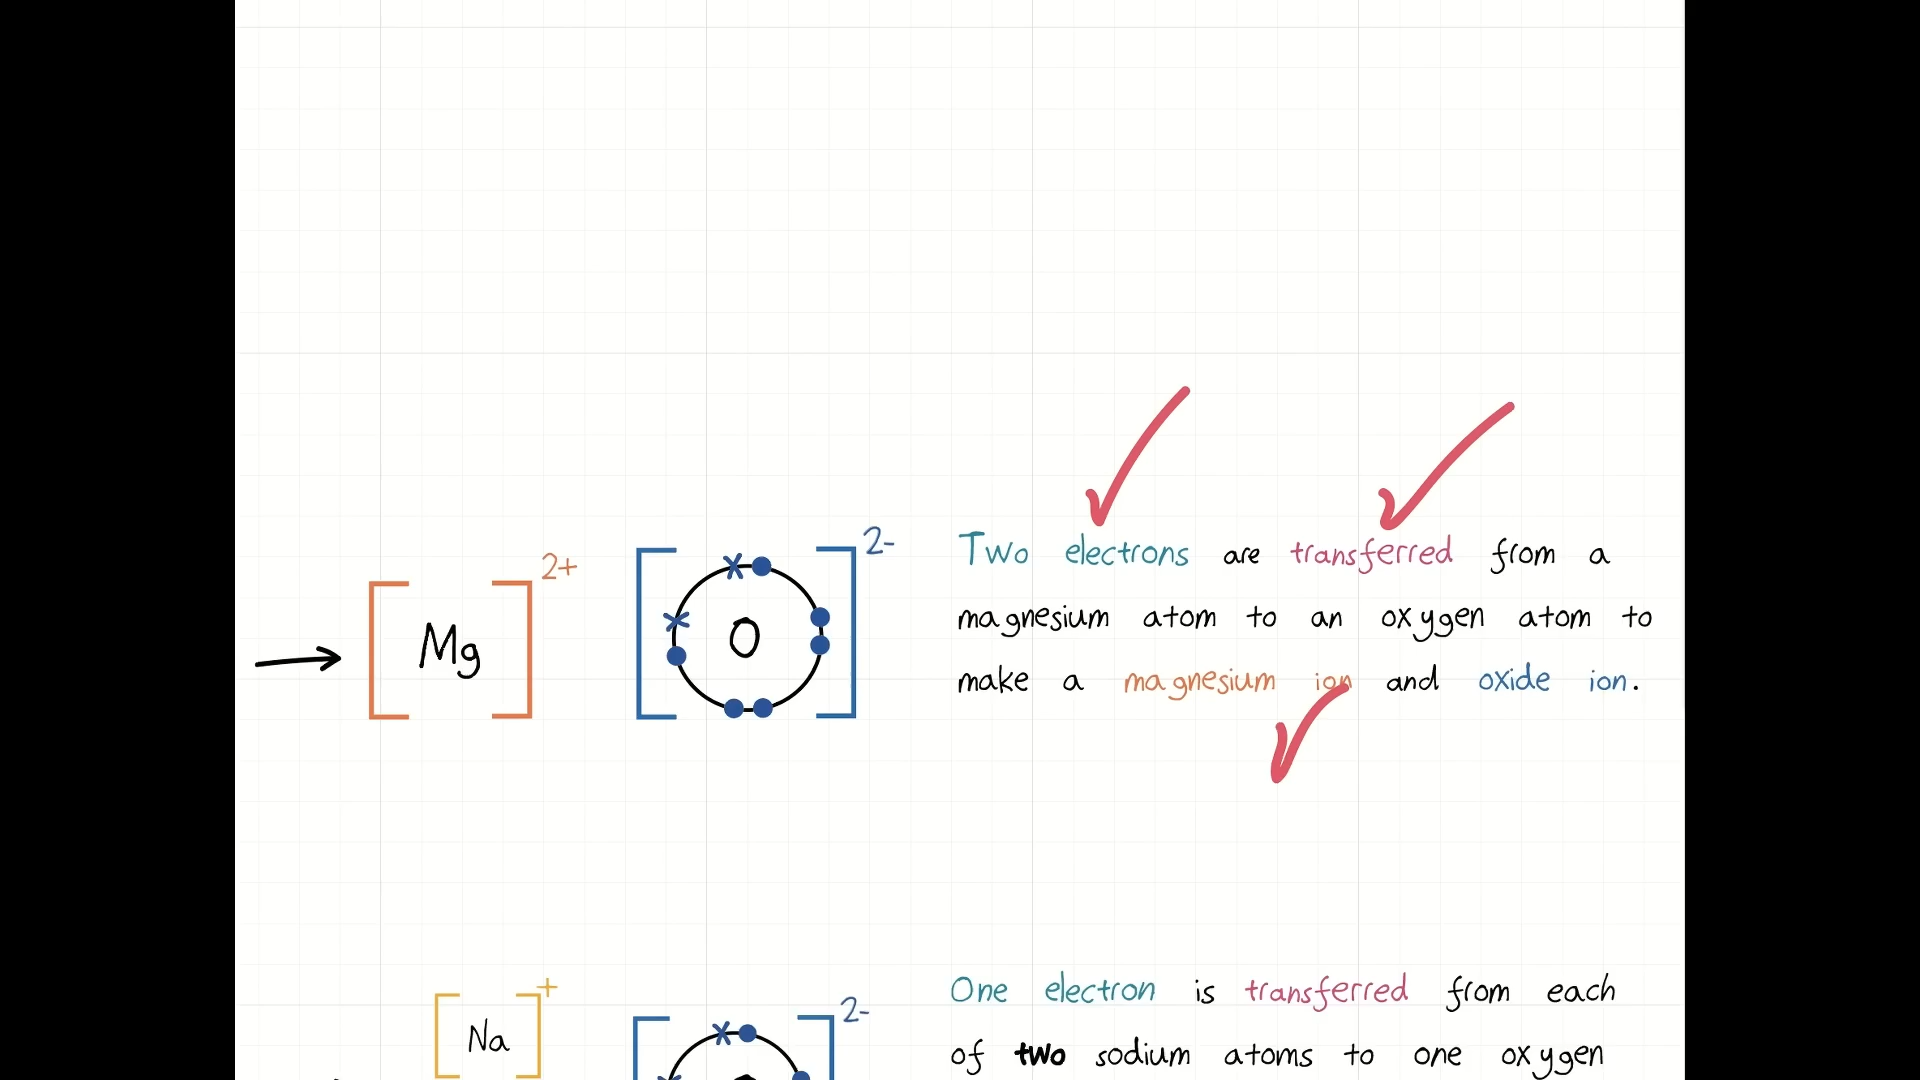 2+
2-
Mg
O
Two electrons are transferred from a
magnesium atom to an oxygen atom to
make a magnesium ion and oxide ion.
+
2-
Na
One electron is transferred from each
of two sodium atoms to one oxygen